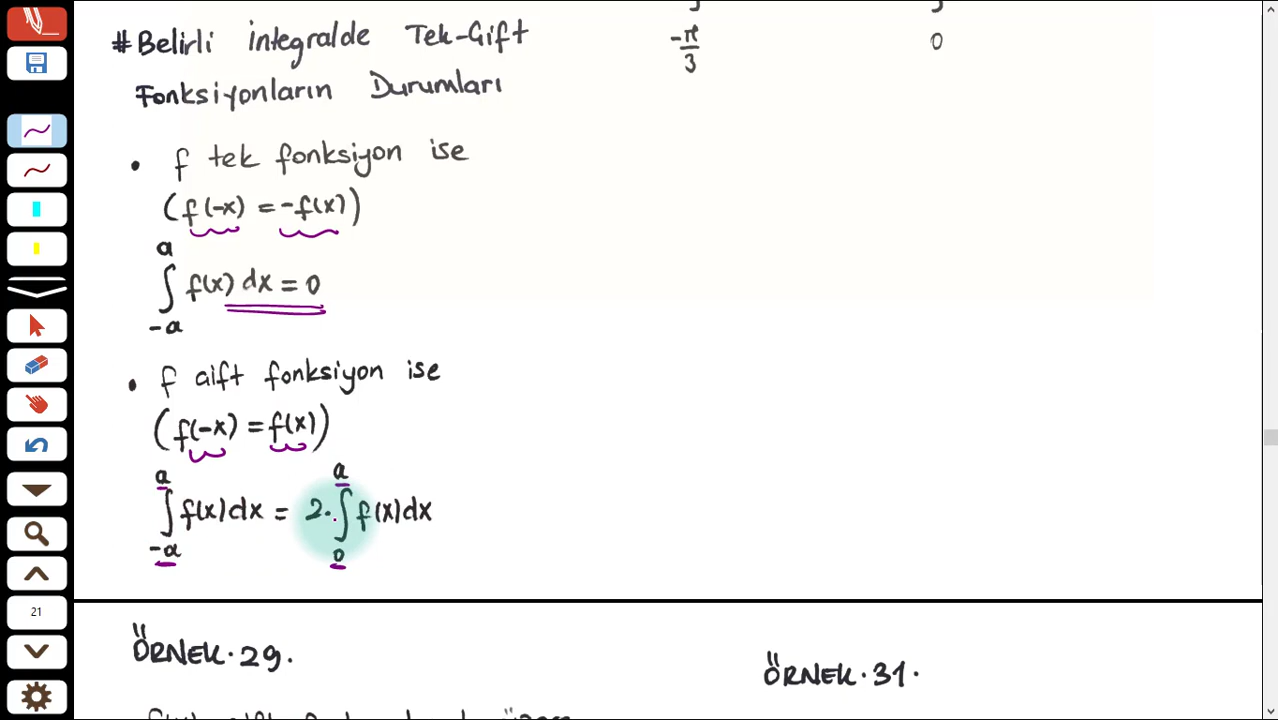 # Belirli integralde Tek-Çift
Fonksiyonların Durumları
• f tek fonksiyon ise
(f(-x) = -f(x))
a
∫ f(x) dx = 0
-a
• f çift fonksiyon ise
(f(-x) = f(x))
a a
∫ f(x) dx = 2. ∫ f(x) dx
-a 0
-π/3
0
ÖRNEK.29.
ÖRNEK.31.
21